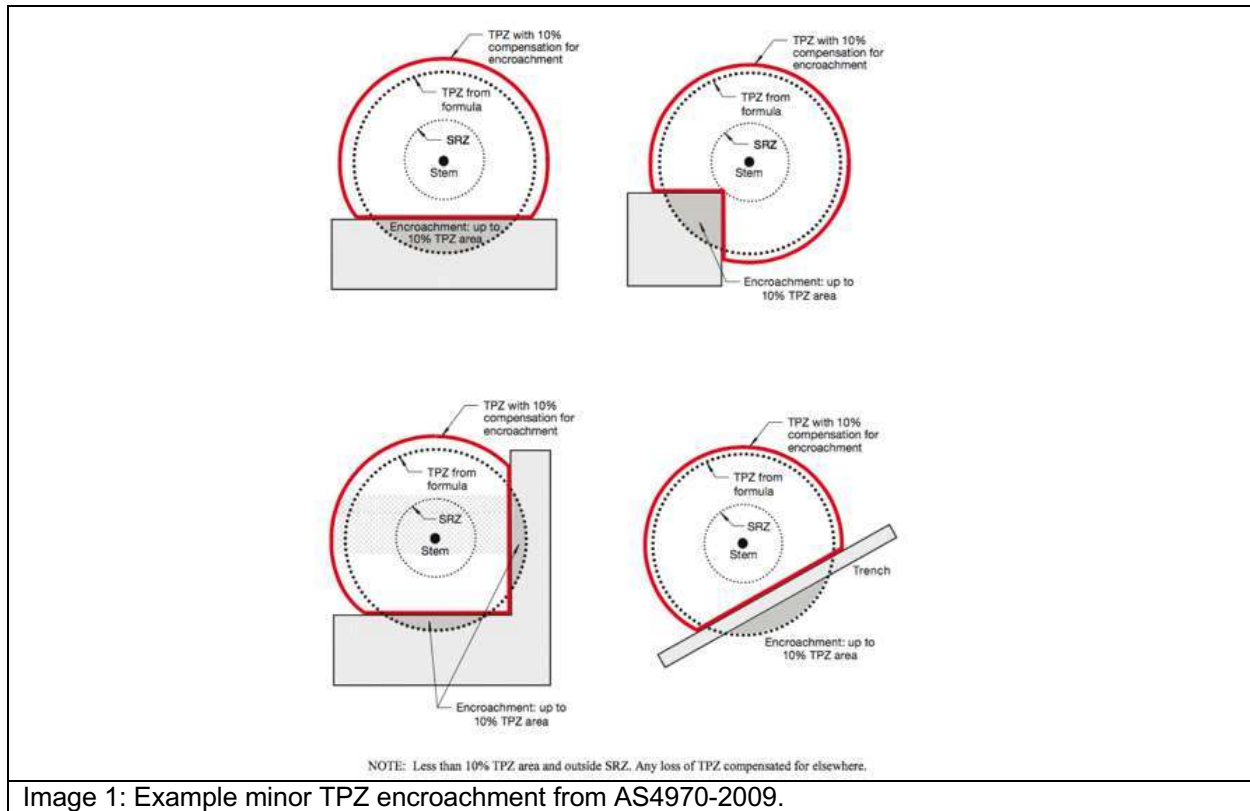 TPZ with 10%
compensation for
encroachment
TPZ from
formula
SRZ
Stem
Encroachment: up to
10% TPZ area
TPZ with 10%
compensation for
encroachment
TPZ from
formula
SRZ
Stem
Encroachment: up to
10% TPZ area
TPZ with 10%
compensation for
encroachment
TPZ from
formula
SRZ
Stem
Encroachment: up to
10% TPZ area
TPZ with 10%
compensation for
encroachment
TPZ from
formula
SRZ
Stem
Trench
Encroachment: up to
10% TPZ area
NOTE: Less than 10% TPZ area and outside SRZ. Any loss of TPZ compensated for elsewhere.
Image 1: Example minor TPZ encroachment from AS4970-2009.